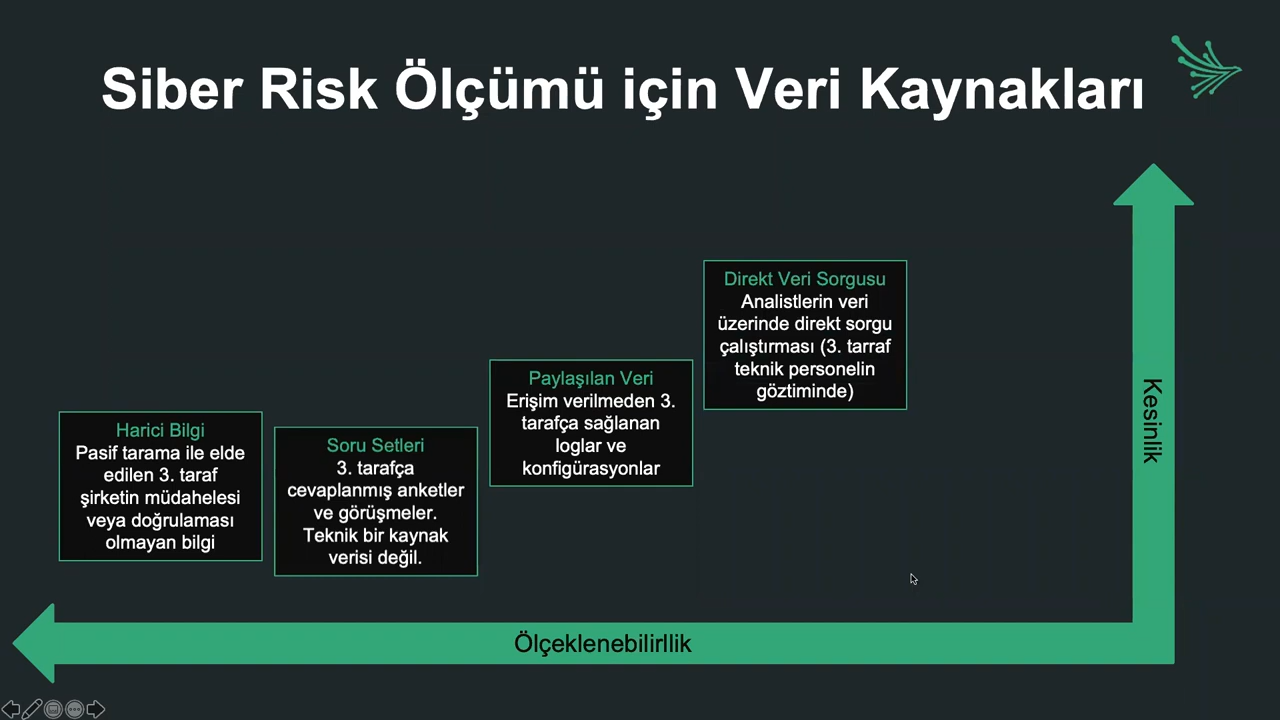 Siber Risk Ölçümü için Veri Kaynakları
Harici Bilgi
Pasif tarama ile elde
edilen 3. taraf
şirketin müdahelesi
veya doğrulaması
olmayan bilgi
Soru Setleri
3. tarafça
cevaplanmış anketler
ve görüşmeler.
Teknik bir kaynak
verisi değil.
Paylaşılan Veri
Erişim verilmeden 3.
tarafça sağlanan
loglar ve
konfigürasyonlar
Direkt Veri Sorgusu
Analistlerin veri
üzerinde direkt sorgu
çalıştırması (3. tarraf
teknik personelin
göztiminde)
Kesinlik
Ölçeklenebilirllik